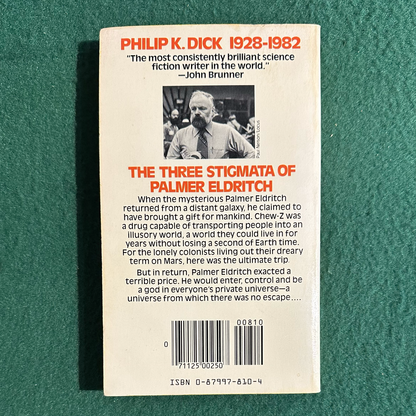 PHILIP K. DICK 1928-1982
"The most consistently brilliant science
fiction writer in the world."
—John Brunner
Paul Nelson, Locus
THE THREE STIGMATA OF
PALMER ELDRITCH
When the mysterious Palmer Eldritch
returned from a distant galaxy, he claimed to
have brought a gift for mankind. Chew-Z was
a drug capable of transporting people into an
illusory world, a world they could live in for
years without losing a second of Earth time.
For the lonely colonists living out their dreary
term on Mars, here was the ultimate trip.
But in return, Palmer Eldritch exacted a
terrible price. He would enter, control and be
a god in everyone's private universe—a
universe from which there was no escape....
00810
0
71125 00250
ISBN 0-87997-810-4